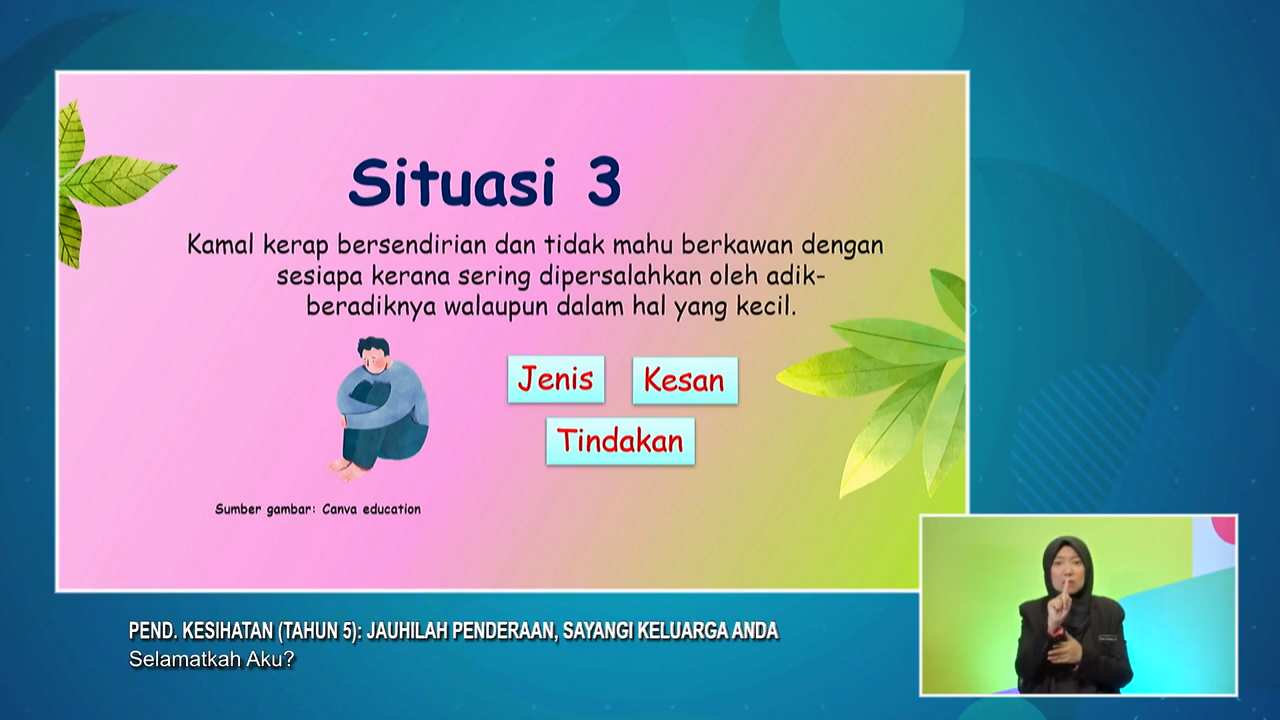 Situasi 3
Kamal kerap bersendirian dan tidak mahu berkawan dengan
sesiapa kerana sering dipersalahkan oleh adik-
beradiknya walaupun dalam hal yang kecil.
Jenis
Kesan
Tindakan
Sumber gambar: Canva education
PEND. KESIHATAN (TAHUN 5): JAUHILAH PENDERAAN, SAYANGI KELUARGA ANDA
Selamatkah Aku?